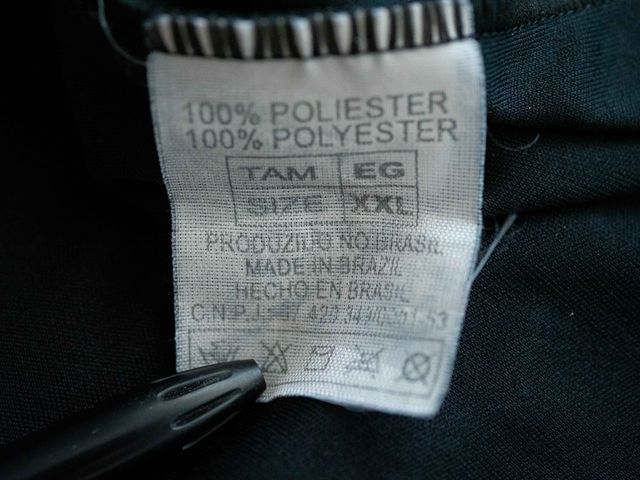 100% POLIESTER
100% POLYESTER
TAM EG
SIZE XXL
PRODUZIDO NO BRASIL
MADE IN BRAZIL
HECHO EN BRASIL
C.N.P.J.: